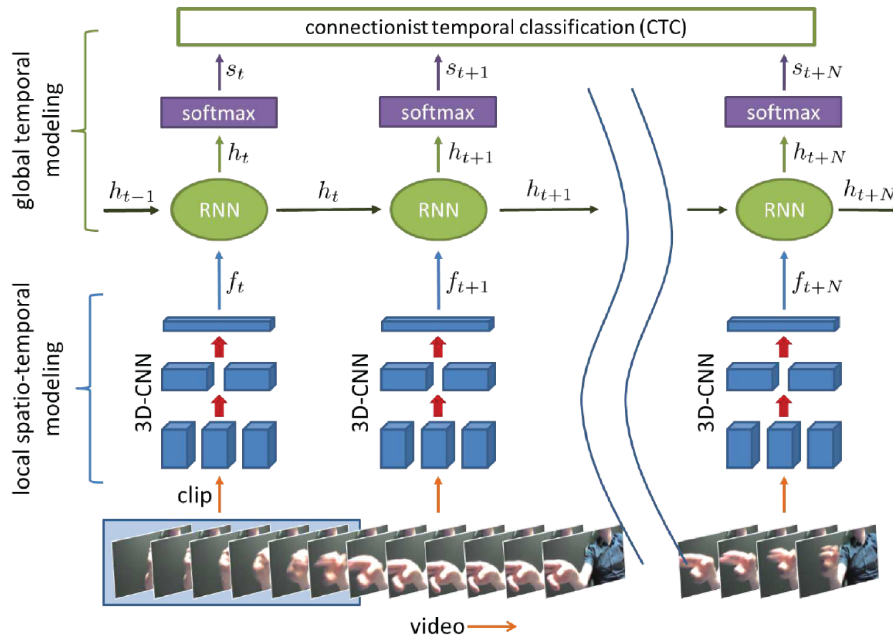 connectionist temporal classification (CTC)
s_t s_{t+1} s_{t+N}
softmax softmax softmax
h_t h_{t+1} h_{t+N}
global temporal
modeling
h_{t-1} RNN h_t RNN h_{t+1} RNN h_{t+N}
f_t f_{t+1} f_{t+N}
local spatio-temporal
modeling
3D-CNN 3D-CNN 3D-CNN
clip
video